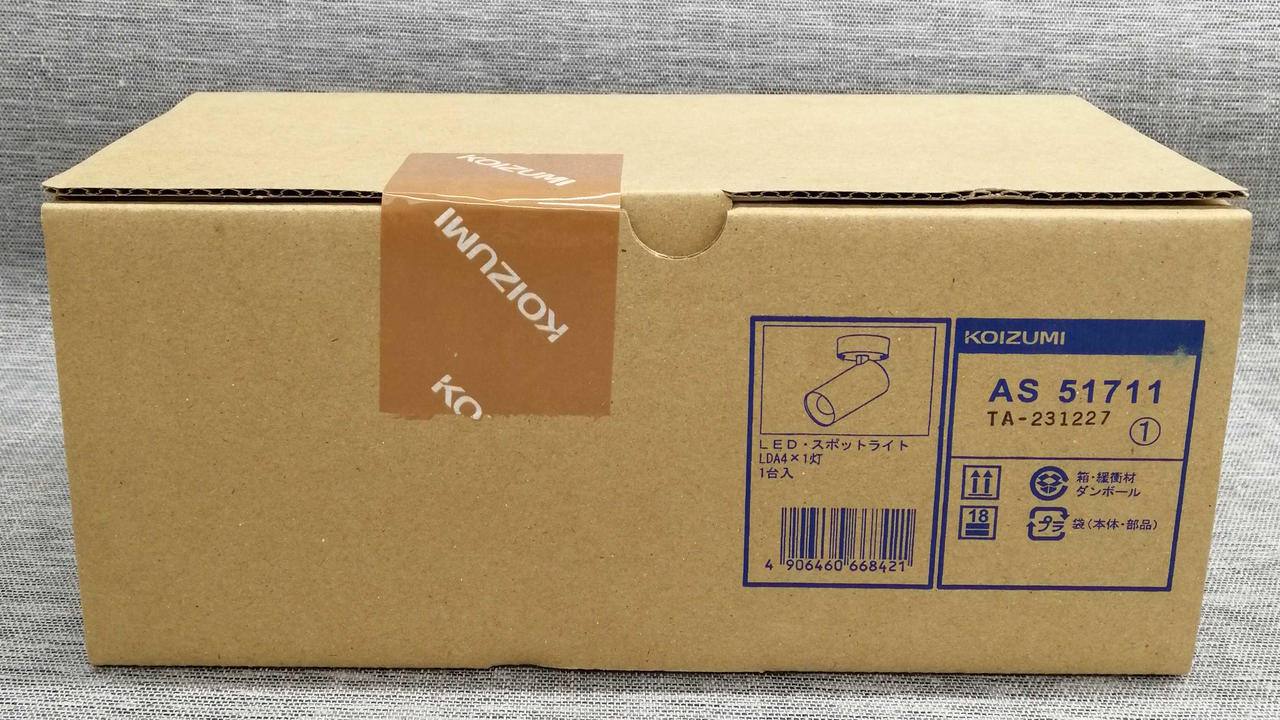 KOIZUMI
KOIZUMI
KO
LED・スポットライト
LDA4×1灯
1台入
4 906460 668421
KOIZUMI
AS 51711
TA-231227
①
18
箱・緩衝材
ダンボール
プラ
袋(本体・部品)